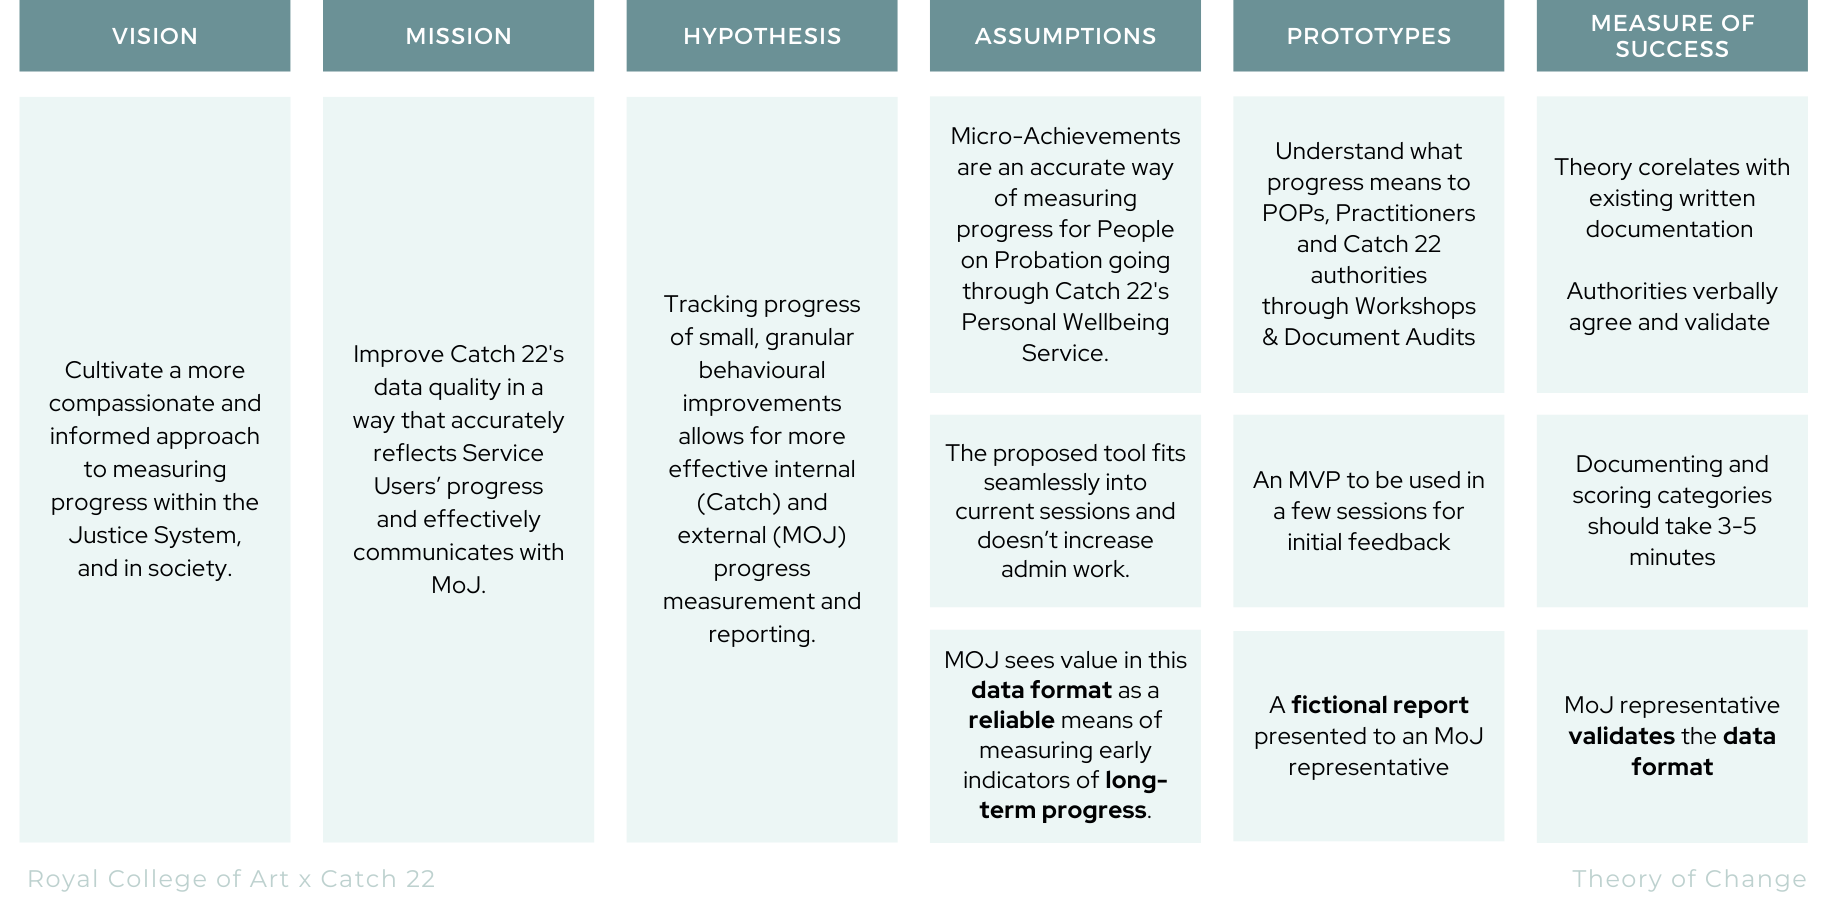 VISION
MISSION
HYPOTHESIS
ASSUMPTIONS
PROTOTYPES
MEASURE OF
SUCCESS
Cultivate a more
compassionate and
informed approach
to measuring
progress within the
Justice System,
and in society.
Improve Catch 22's
data quality in a
way that accurately
reflects Service
Users’ progress
and effectively
communicates with
MoJ.
Tracking progress
of small, granular
behavioural
improvements
allows for more
effective internal
(Catch) and
external (MOJ)
progress
measurement and
reporting.
Micro-Achievements
are an accurate way
of measuring
progress for People
on Probation going
through Catch 22's
Personal Wellbeing
Service.
Understand what
progress means to
POPs, Practitioners
and Catch 22
authorities
through Workshops
& Document Audits
Theory corelates with
existing written
documentation
Authorities verbally
agree and validate
The proposed tool fits
seamlessly into
current sessions and
doesn’t increase
admin work.
An MVP to be used in
a few sessions for
initial feedback
Documenting and
scoring categories
should take 3-5
minutes
MOJ sees value in this
data format as a
reliable means of
measuring early
indicators of long-
term progress.
A fictional report
presented to an MoJ
representative
MoJ representative
validates the data
format
Royal College of Art x Catch 22
Theory of Change